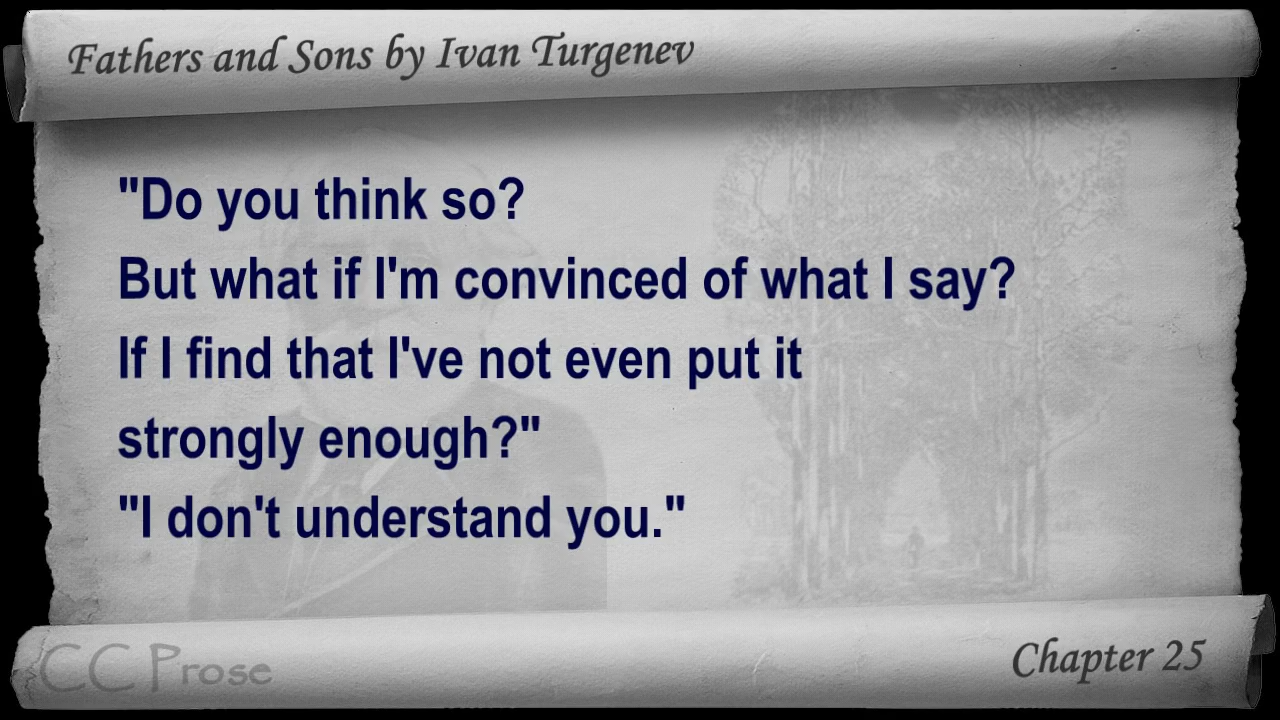 Fathers and Sons by Ivan Turgenev
"Do you think so?
But what if I'm convinced of what I say?
If I find that I've not even put it
strongly enough?"
"I don't understand you."
CC Prose
Chapter 25